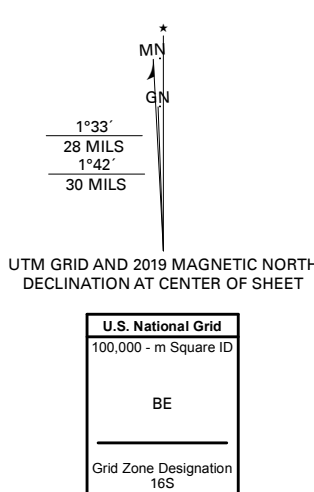 ★
MN
GN
1°33´
28 MILS
1°42´
30 MILS
UTM GRID AND 2019 MAGNETIC NORTH
DECLINATION AT CENTER OF SHEET
U.S. National Grid
100,000 - m Square ID
BE
Grid Zone Designation
16S